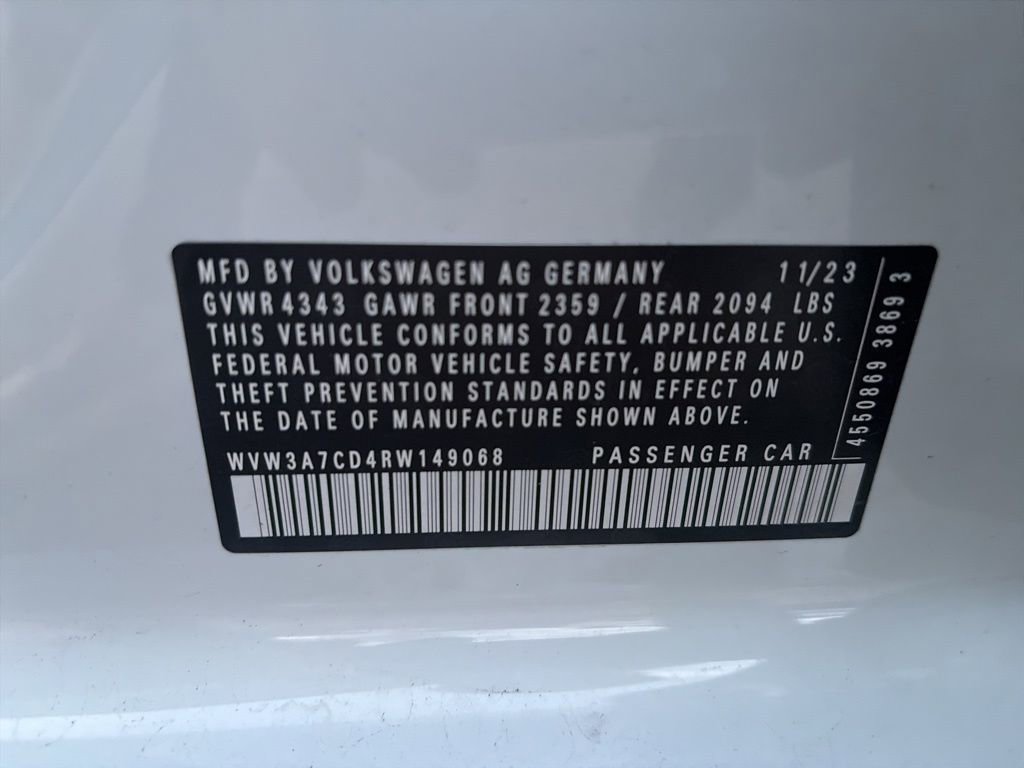 MFD BY VOLKSWAGEN AG GERMANY 11/23
GVWR 4343 GAWR FRONT 2359 / REAR 2094 LBS
THIS VEHICLE CONFORMS TO ALL APPLICABLE U.S.
FEDERAL MOTOR VEHICLE SAFETY, BUMPER AND
THEFT PREVENTION STANDARDS IN EFFECT ON
THE DATE OF MANUFACTURE SHOWN ABOVE.
WVW3A7CD4RW149068 PASSENGER CAR
4550869 3869 3